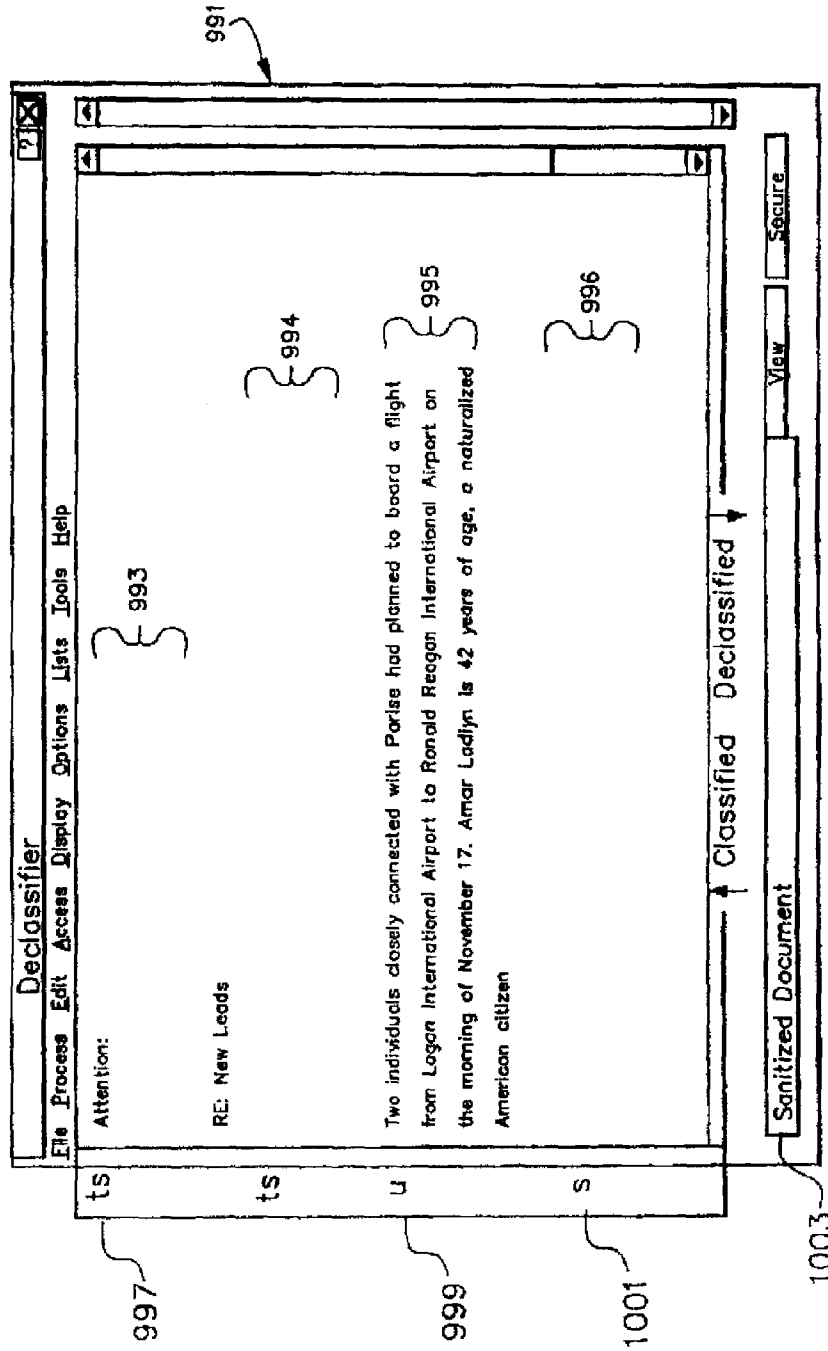 991
Declassifier
? X
File Process Edit Access Display Options Lists Tools Help
997
ts
Attention:
993
RE: New Leads
ts
994
999
u
Two individuals closely connected with Parise had planned to board a flight
from Logan International Airport to Ronald Reagan International Airport on
the morning of November 17. Amar Ladlyn is 42 years of age, a naturalized
American citizen
995
1001
s
996
Classified Declassified
1003
Sanitized Document
View
Secure